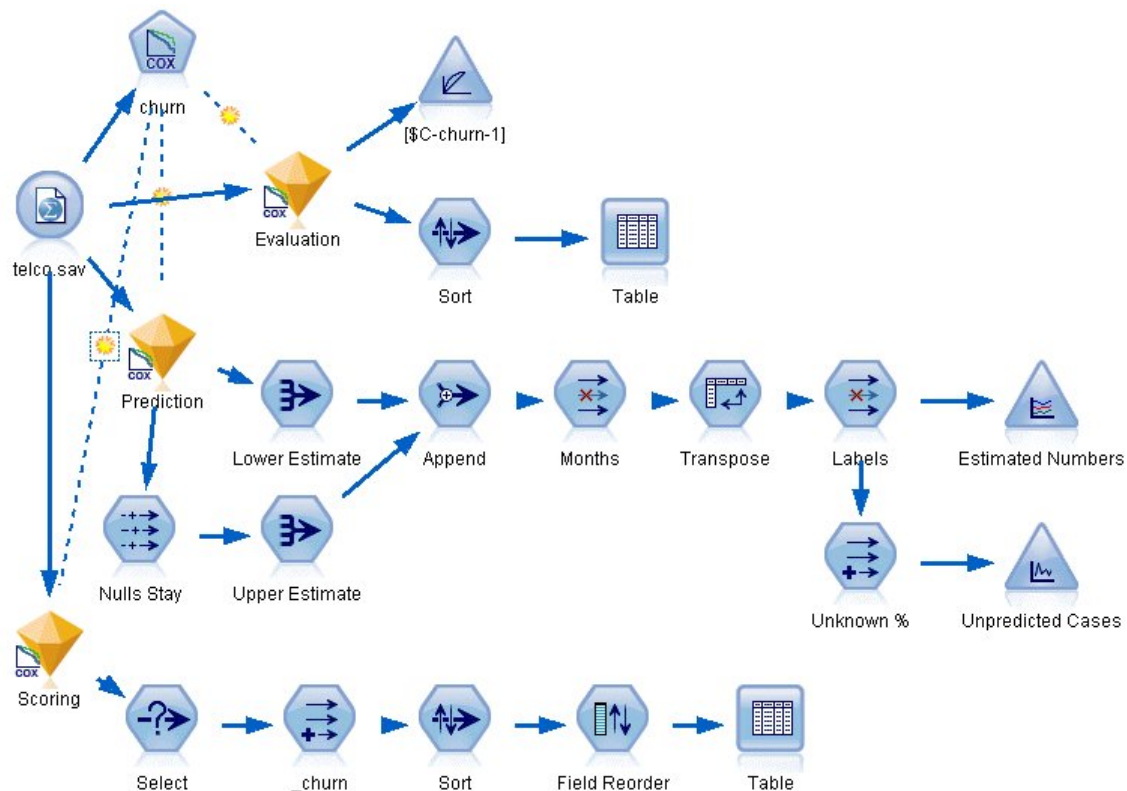 COX
churn
[$C-churn-1]
COX
Evaluation
telco.sav
Sort
Table
COX
Prediction
Lower Estimate
Append
Months
Transpose
Labels
Estimated Numbers
Nulls Stay
Upper Estimate
Unknown %
Unpredicted Cases
COX
Scoring
Select
_churn
Sort
Field Reorder
Table